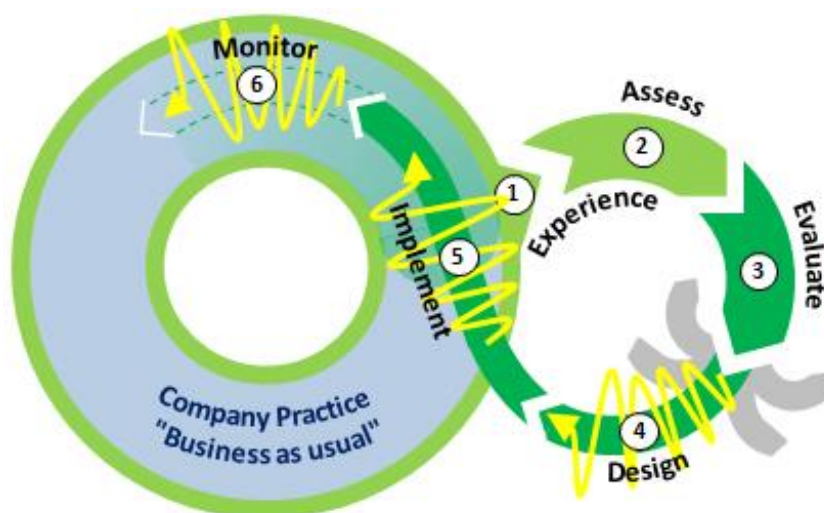 Monitor
6
Assess
2
1
Experience
Evaluate
3
Implement
5
4
Design
Company Practice
"Business as usual"